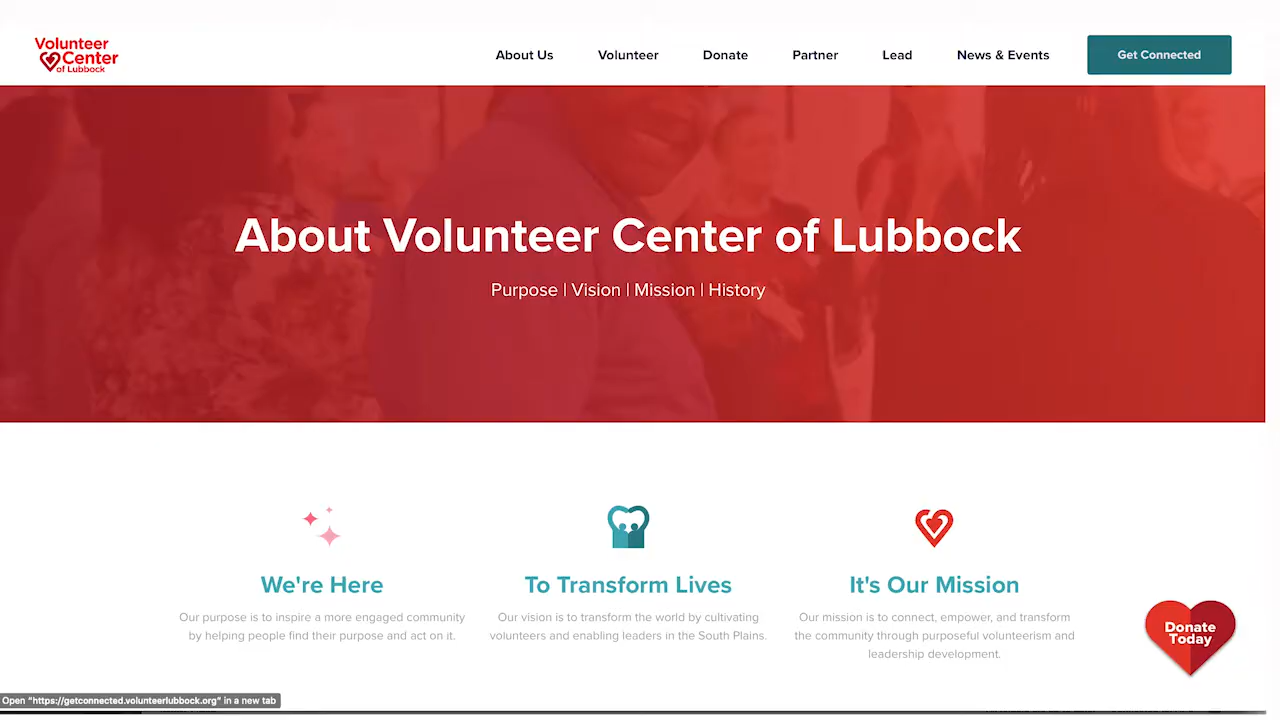 Volunteer
Center
of Lubbock
About Us
Volunteer
Donate
Partner
Lead
News & Events
Get Connected
About Volunteer Center of Lubbock
Purpose | Vision | Mission | History
We're Here
Our purpose is to inspire a more engaged community
by helping people find their purpose and act on it.
To Transform Lives
Our vision is to transform the world by cultivating
volunteers and enabling leaders in the South Plains.
It's Our Mission
Our mission is to connect, empower, and transform
the community through purposeful volunteerism and
leadership development.
Donate
Today
Open “https://getconnected.volunteerlubbock.org” in a new tab